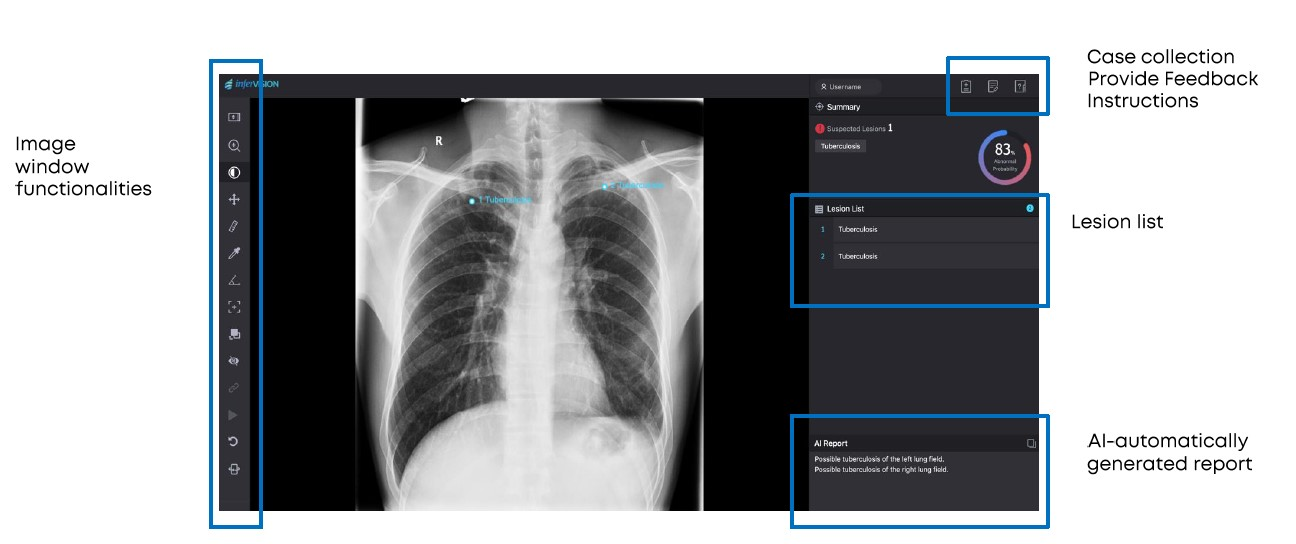 Case collection
Provide Feedback
Instructions
inferVISION
Username
Summary
R
Suspected Lesions 1
Tuberculosis
83%
Abnormal
Probability
Image
window
functionalities
1 Tuberculosis
2 Tuberculosis
Lesion List
Lesion list
1 Tuberculosis
2 Tuberculosis
AI Report
Possible tuberculosis of the left lung field.
Possible tuberculosis of the right lung field.
AI-automatically
generated report